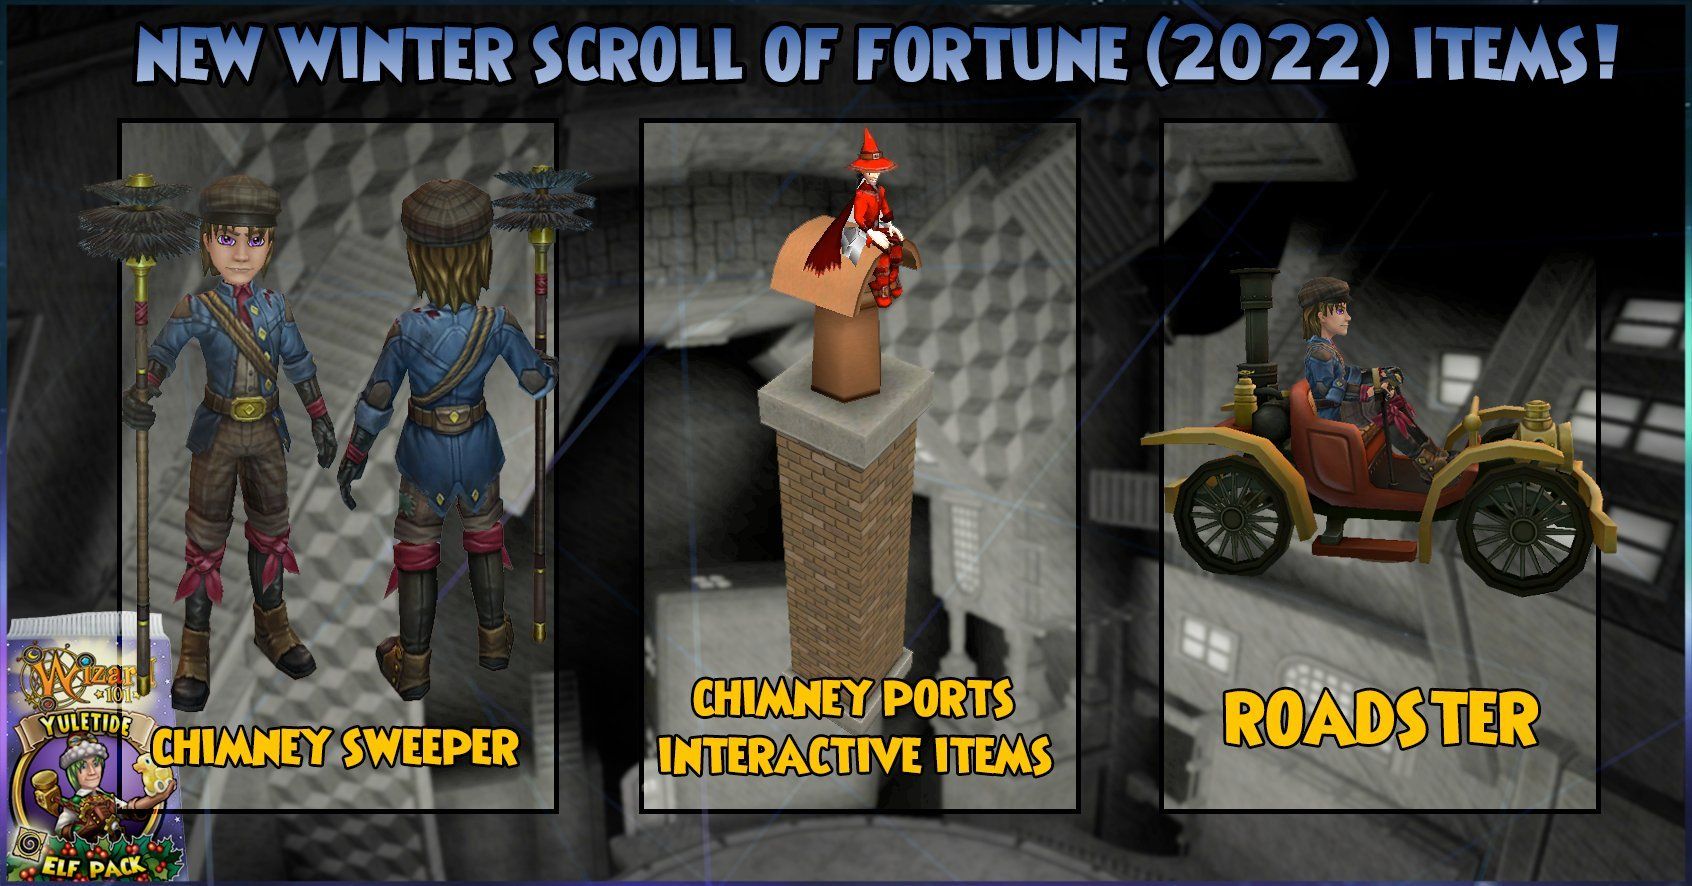 NEW WINTER SCROLL OF FORTUNE (2022) ITEMS!
CHIMNEY SWEEPER
CHIMNEY PORTS
INTERACTIVE ITEMS
ROADSTER
Wizard
101
YULETIDE
ELF PACK